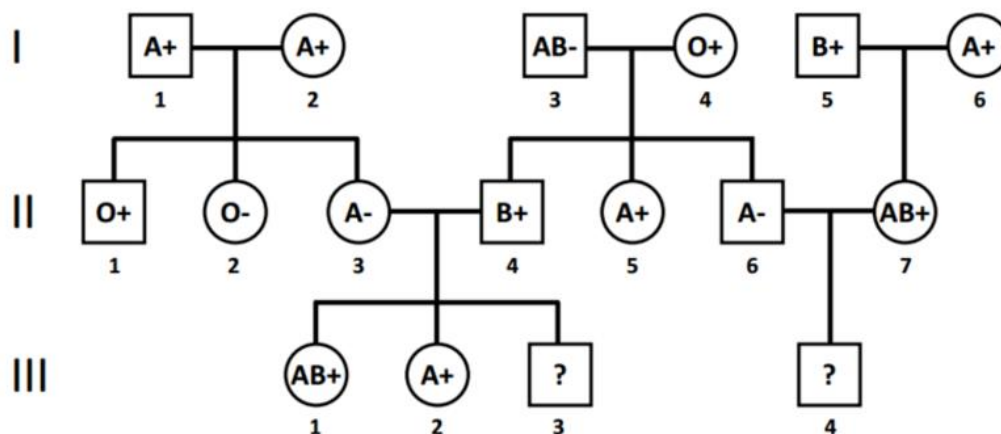 I A+ A+ AB- O+ B+ A+
1 2 3 4 5 6
II O+ O- A- B+ A+ A- AB+
1 2 3 4 5 6 7
III AB+ A+ ? ?
1 2 3 4